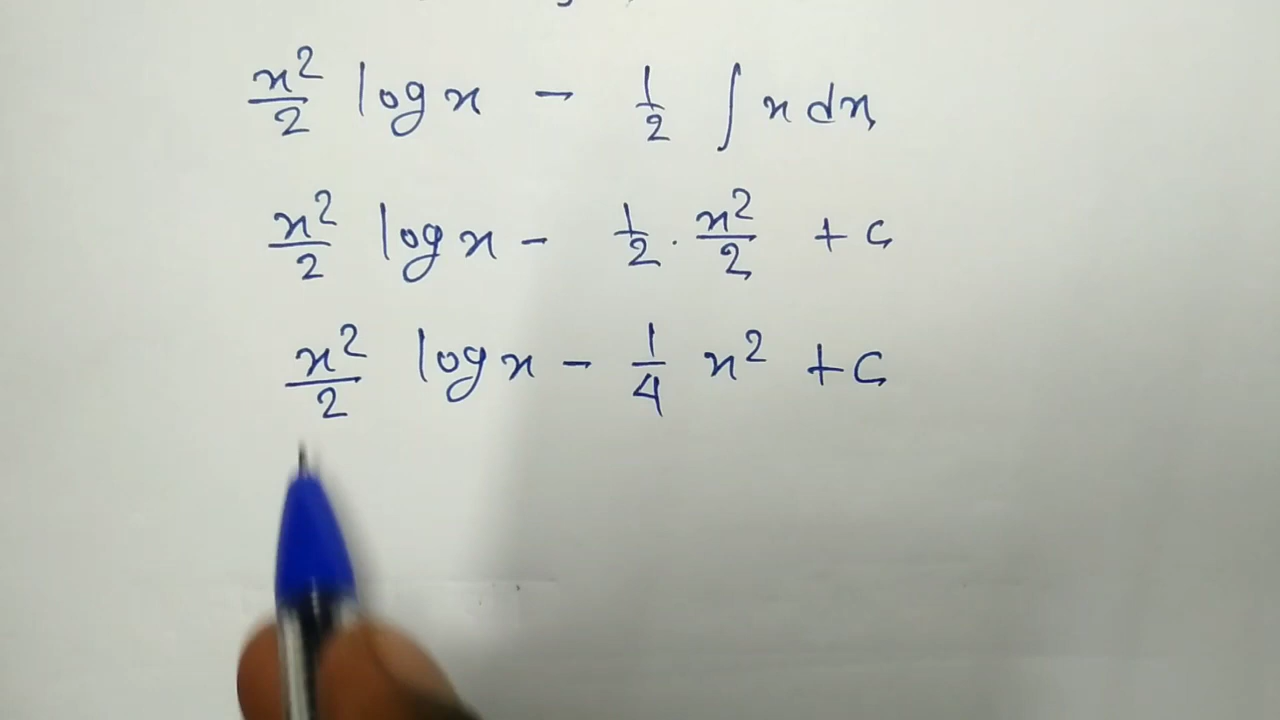 x²/2 log x - 1/2 ∫ x dx
x²/2 log x - 1/2 . x²/2 + c
x²/2 log x - 1/4 x² + c